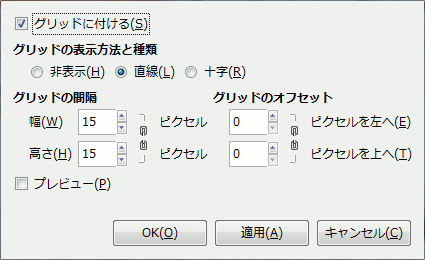 グリッドに付ける(S)
グリッドの表示方法と種類
非表示(H) 直線(L) 十字(R)
グリッドの間隔 グリッドのオフセット
幅(W) 15 ピクセル 0 ピクセルを左へ(E)
高さ(H) 15 ピクセル 0 ピクセルを上へ(T)
プレビュー(P)
OK(O) 適用(A) キャンセル(C)